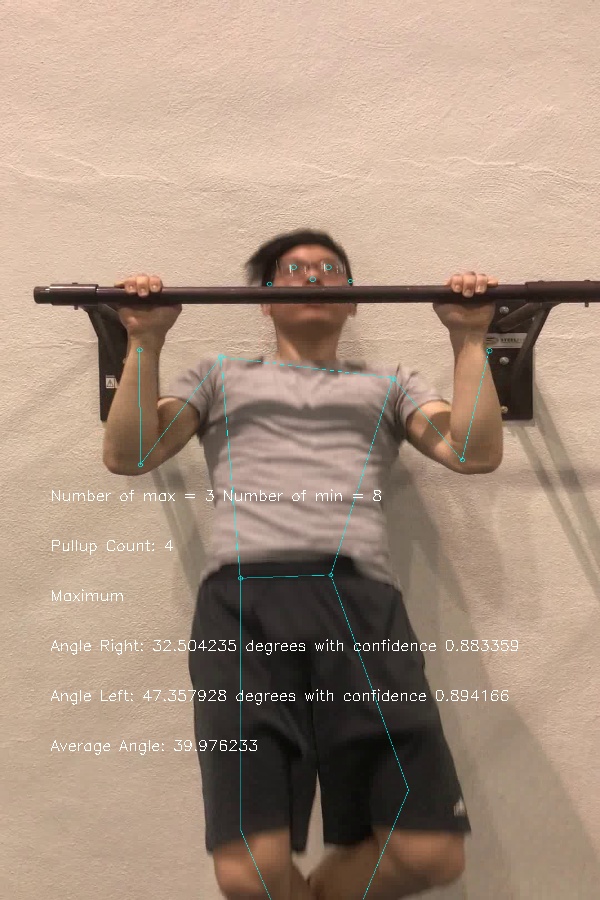 Number of max = 3 Number of min = 8
Pullup Count: 4
Maximum
Angle Right: 32.504235 degrees with confidence 0.883359
Angle Left: 47.357928 degrees with confidence 0.894166
Average Angle: 39.976233